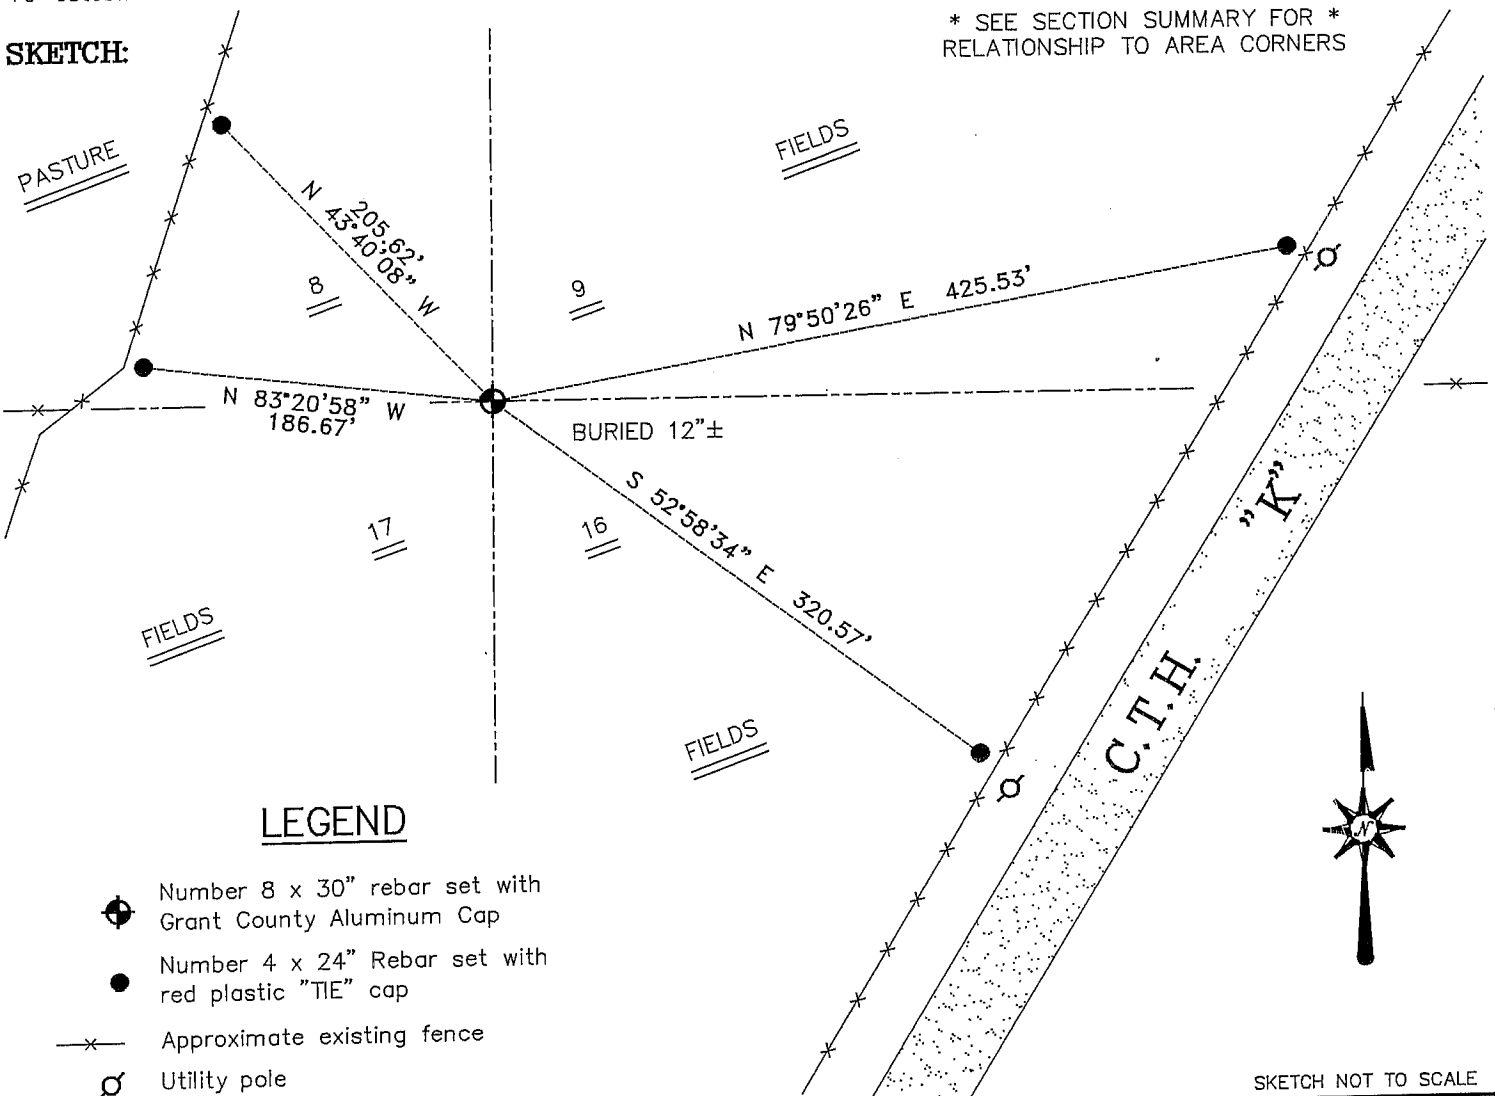 SKETCH:
* SEE SECTION SUMMARY FOR *
RELATIONSHIP TO AREA CORNERS
PASTURE
FIELDS
205.62'
N 43°40'08" W
8
9
N 79°50'26" E 425.53'
N 83°20'58" W
186.67'
BURIED 12"±
S 52°58'34" E 320.57'
17
16
"K"
C.T.H.
FIELDS
FIELDS
N
LEGEND
Number 8 x 30" rebar set with
Grant County Aluminum Cap
Number 4 x 24" Rebar set with
red plastic "TIE" cap
Approximate existing fence
Utility pole
SKETCH NOT TO SCALE